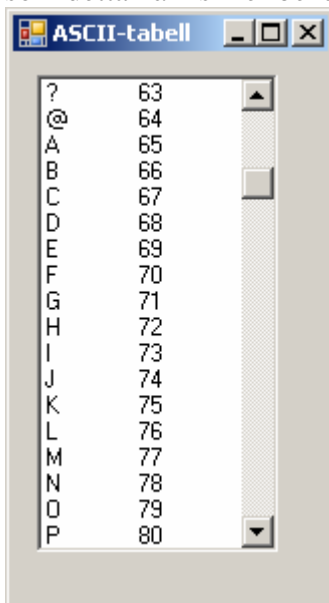 ASCII-tabell
? 63
@ 64
A 65
B 66
C 67
D 68
E 69
F 70
G 71
H 72
I 73
J 74
K 75
L 76
M 77
N 78
O 79
P 80